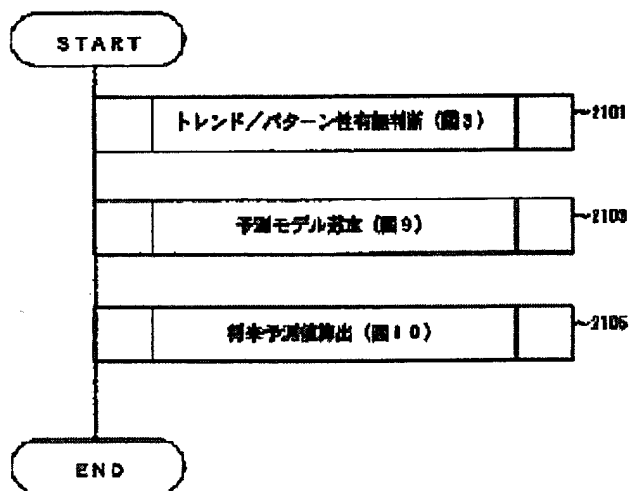 START
トレンド／パターン性有無判断（図3）
~2101
予測モデル選定（図9）
~2103
将来予測値算出（図10）
~2105
END